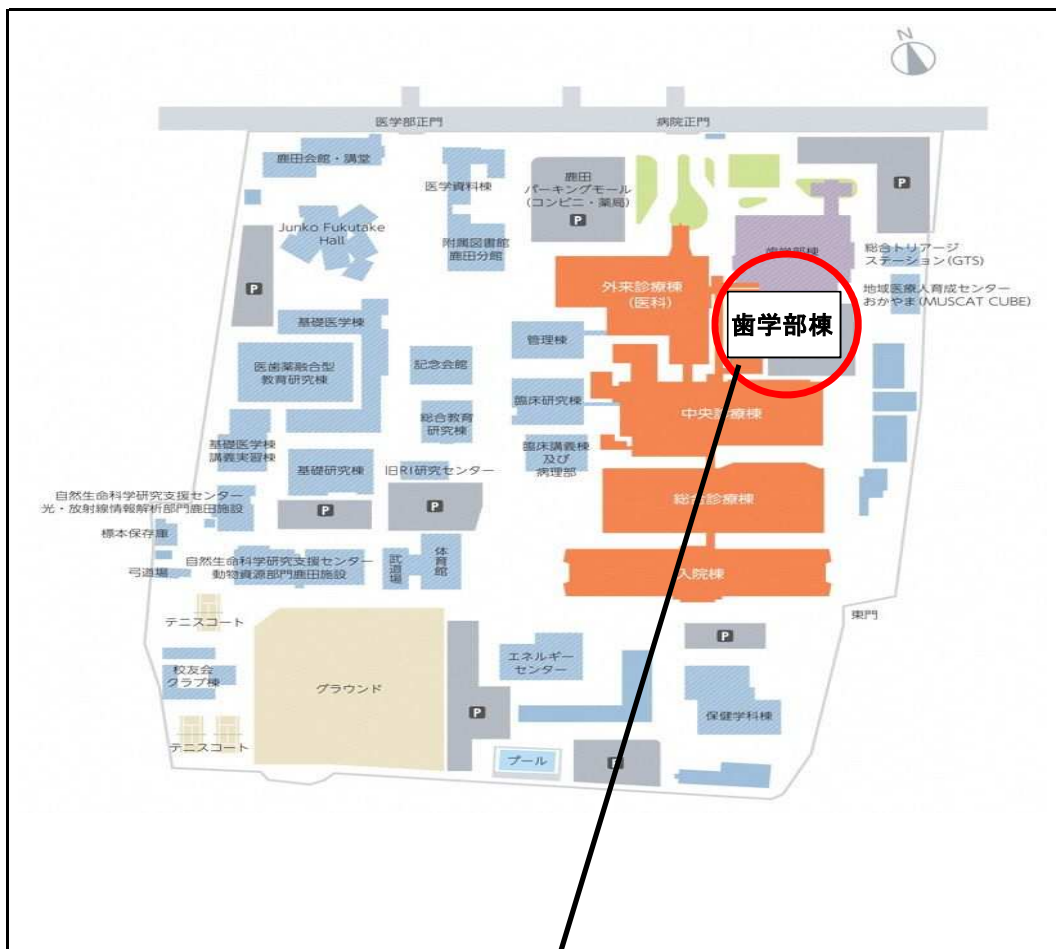 N
医学部正門
病院正門
鹿田会館・講堂
医学資料棟
鹿田
パーキングモール
(コンビニ・薬局)
P
P
Junko Fukutake
Hall
附属図書館
鹿田分館
歯学部棟
総合トリアージ
ステーション(GTS)
地域医療人育成センター
おかやま(MUSCAT CUBE)
P
外来診療棟
(医科)
歯学部棟
基礎医学棟
管理棟
医歯薬融合型
教育研究棟
記念会館
臨床研究棟
中央診療棟
総合教育
研究棟
基礎医学棟
講義実習棟
臨床講義棟
及び
病理部
基礎研究棟
旧RI研究センター
総合診療棟
自然生命科学研究支援センター
光・放射線情報解析部門鹿田施設
P
P
標本保存庫
弓道場
自然生命科学研究支援センター
動物資源部門鹿田施設
武道場
体育館
入院棟
テニスコート
東門
P
校友会
クラブ棟
グラウンド
エネルギー
センター
保健学科棟
P
テニスコート
プール
P